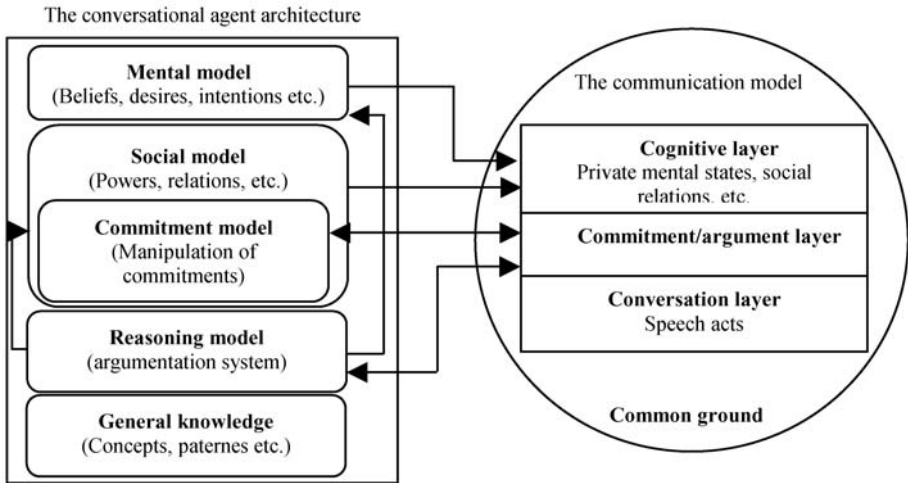 The conversational agent architecture
Mental model
(Beliefs, desires, intentions etc.)
Social model
(Powers, relations, etc.)
Commitment model
(Manipulation of
commitments)
Reasoning model
(argumentation system)
General knowledge
(Concepts, paternes etc.)
The communication model
Cognitive layer
Private mental states, social
relations, etc.
Commitment/argument layer
Conversation layer
Speech acts
Common ground